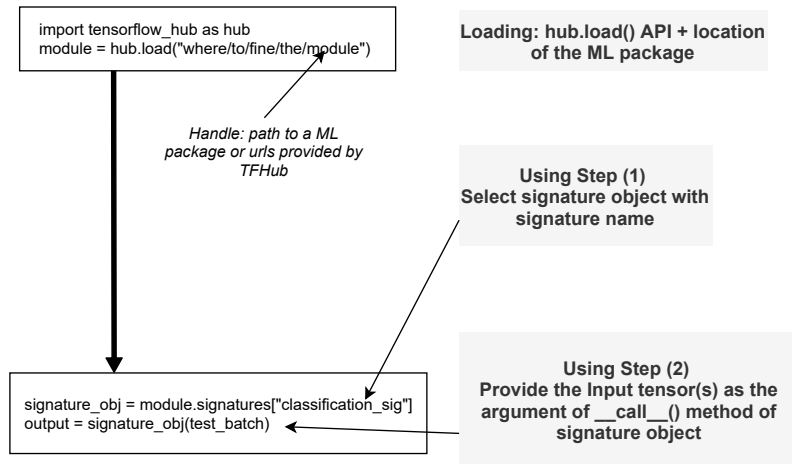 import tensorflow_hub as hub
module = hub.load("where/to/fine/the/module")
Loading: hub.load() API + location
of the ML package
Handle: path to a ML
package or urls provided by
TFHub
Using Step (1)
Select signature object with
signature name
signature_obj = module.signatures["classification_sig"]
output = signature_obj(test_batch)
Using Step (2)
Provide the Input tensor(s) as the
argument of __call__() method of
signature object